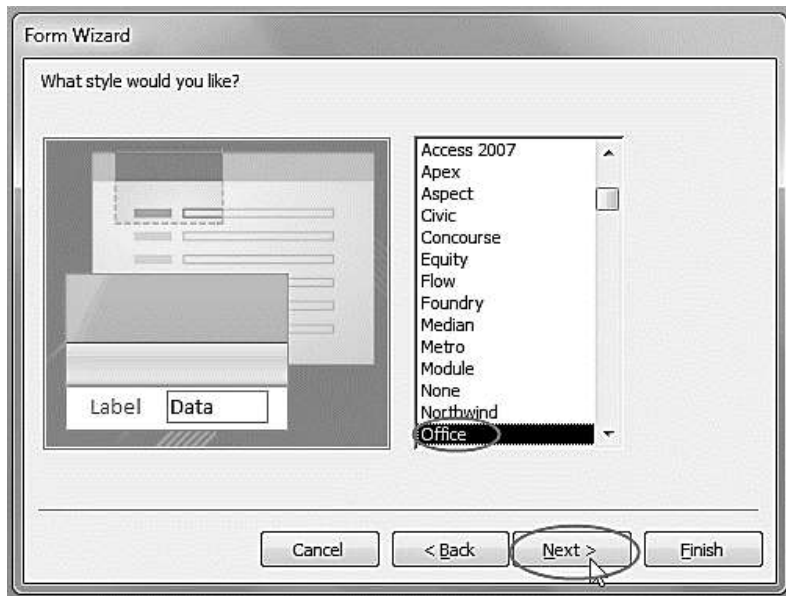 Form Wizard
What style would you like?
Label Data
Access 2007
Apex
Aspect
Civic
Concourse
Equity
Flow
Foundry
Median
Metro
Module
None
Northwind
Office
Cancel
< Back
Next >
Finish